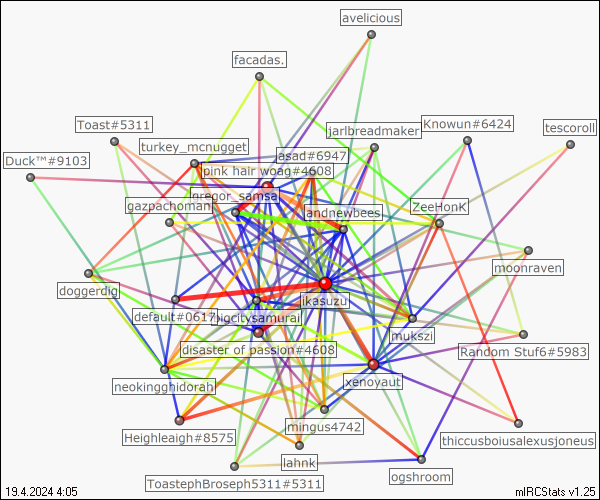 avelicious
facadas.
Toast#5311
Knowun#6424
jarlbreadmaker
tescoroll
turkey_mcnugget
asad#6947
Duck™#9103
pink hair woag#4608
gregor_samsa
gazpachoman
andnewbees
ZeeHonK
moonraven
doggerdig
ikasuzu
default#0617
bigcitysamurai
mukszi
disaster of passion#4608
Random Stuf6#5983
xenoyaut
neokingghidorah
mingus4742
Heighleaigh#8575
thiccusboiusalexusjoneus
lahnk
ogshroom
ToastephBroseph5311#5311
19.4.2024 4:05
mIRCStats v1.25